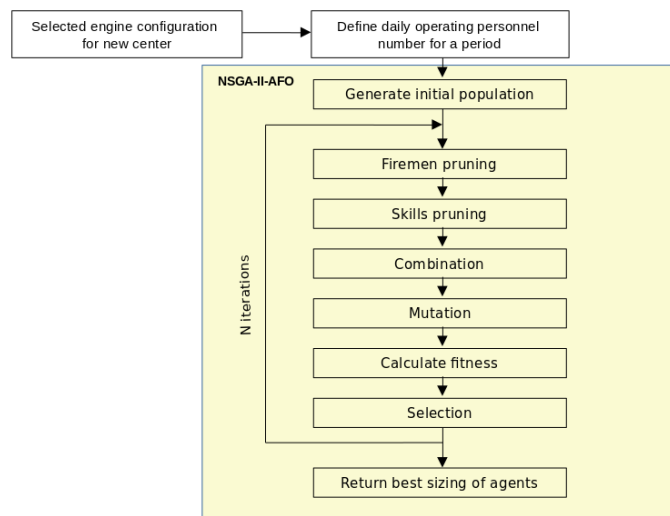 Selected engine configuration
for new center
Define daily operating personnel
number for a period
NSGA-II-AFO
Generate initial population
Firemen pruning
Skills pruning
Combination
N iterations
Mutation
Calculate fitness
Selection
Return best sizing of agents